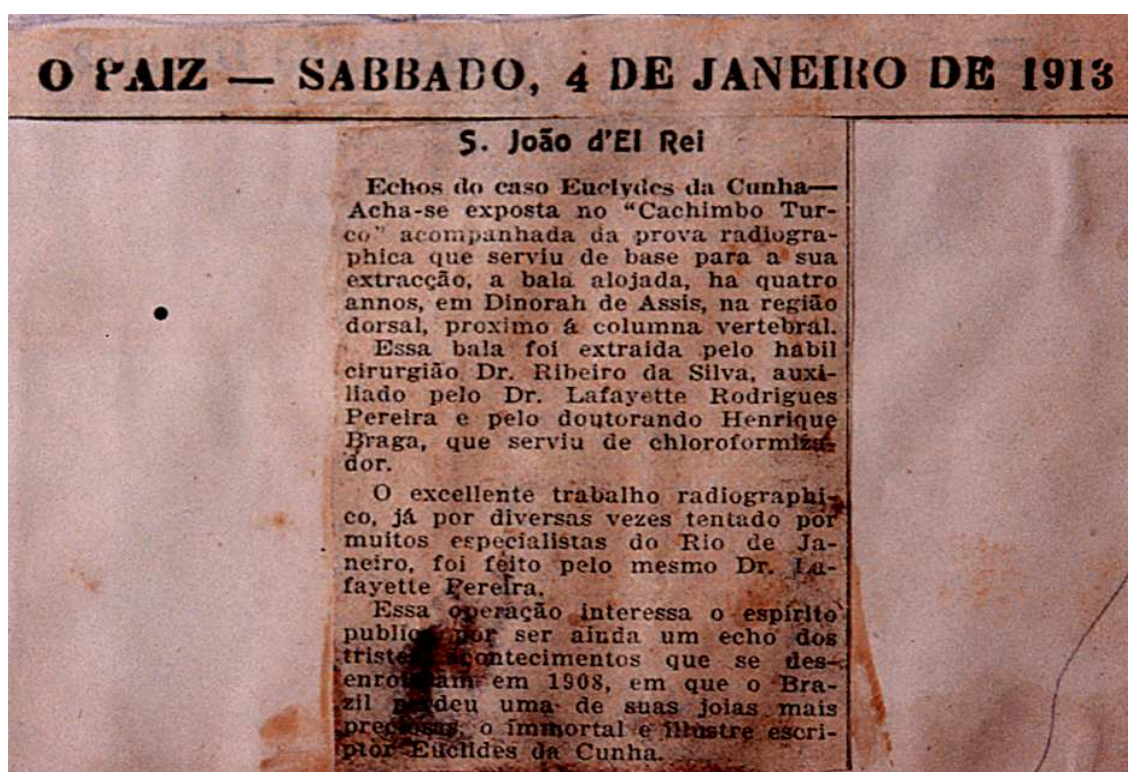 O PAIZ — SABBADO, 4 DE JANEIRO DE 1913
S. João d'El Rei
Echos do caso Euclydes da Cunha—
Acha-se exposta no "Cachimbo Tur-
co" acompanhada da prova radiogra-
phica que serviu de base para a sua
extracção, a bala alojada, ha quatro
annos, em Dinorah de Assis, na região
dorsal, proximo á columna vertebral.
Essa bala foi extraida pelo habil
cirurgião Dr. Ribeiro da Silva, auxi-
liado pelo Dr. Lafayette Rodrigues
Pereira e pelo doutorando Henrique
Braga, que serviu de chloroformiza-
dor.
O excellente trabalho radiographi-
co, já por diversas vezes tentado por
muitos especialistas do Rio de Ja-
neiro, foi feito pelo mesmo Dr. La-
fayette Pereira.
Essa operação interessa o espirito
publico por ser ainda um echo dos
tristes acontecimentos que se des-
enrolaram em 1908, em que o Bra-
zil perdeu uma de suas joias mais
preciosas, o immortal e illustre escri-
ptor Euclides da Cunha.